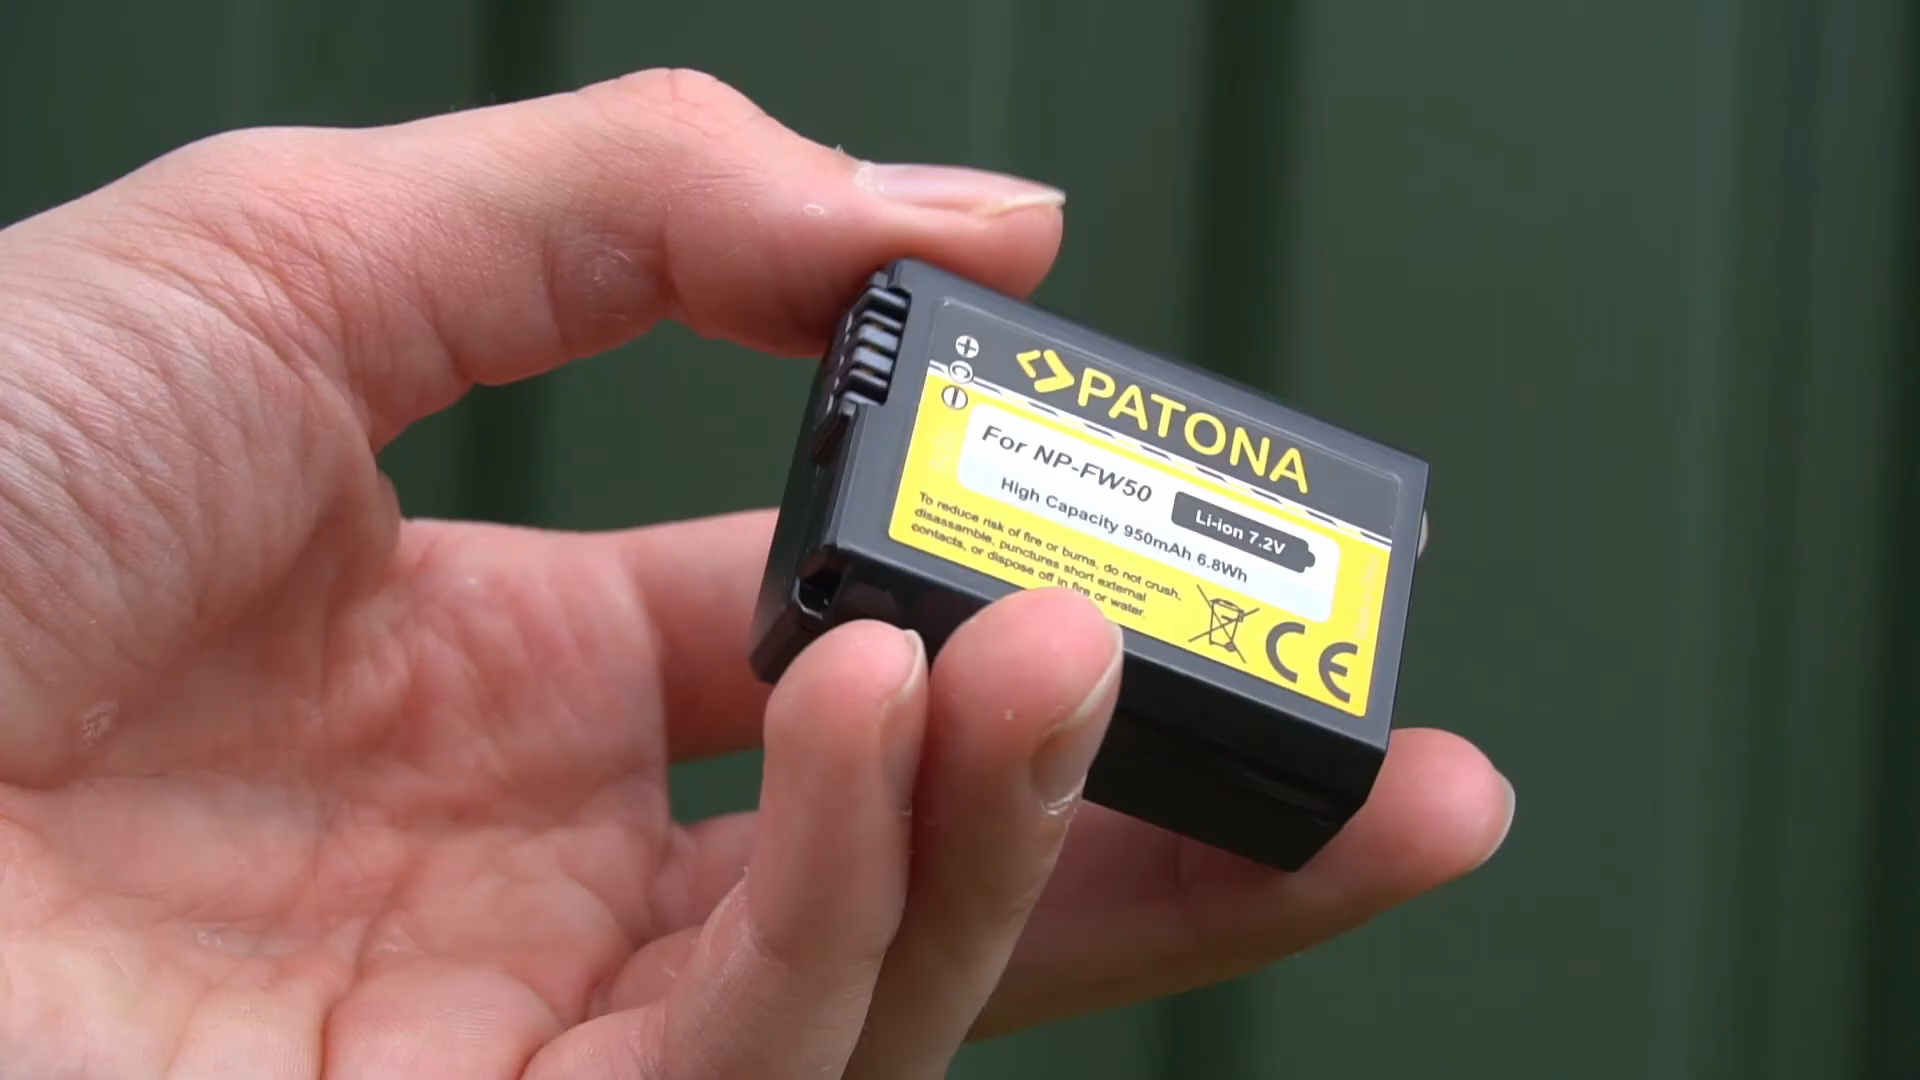 PATONA
For NP-FW50
Li-ion 7.2V
High Capacity 950mAh 6.8Wh
To reduce risk of fire or burns, do not crush,
disassamble, punctures short external
contacts, or dispose off in fire or water.
CE